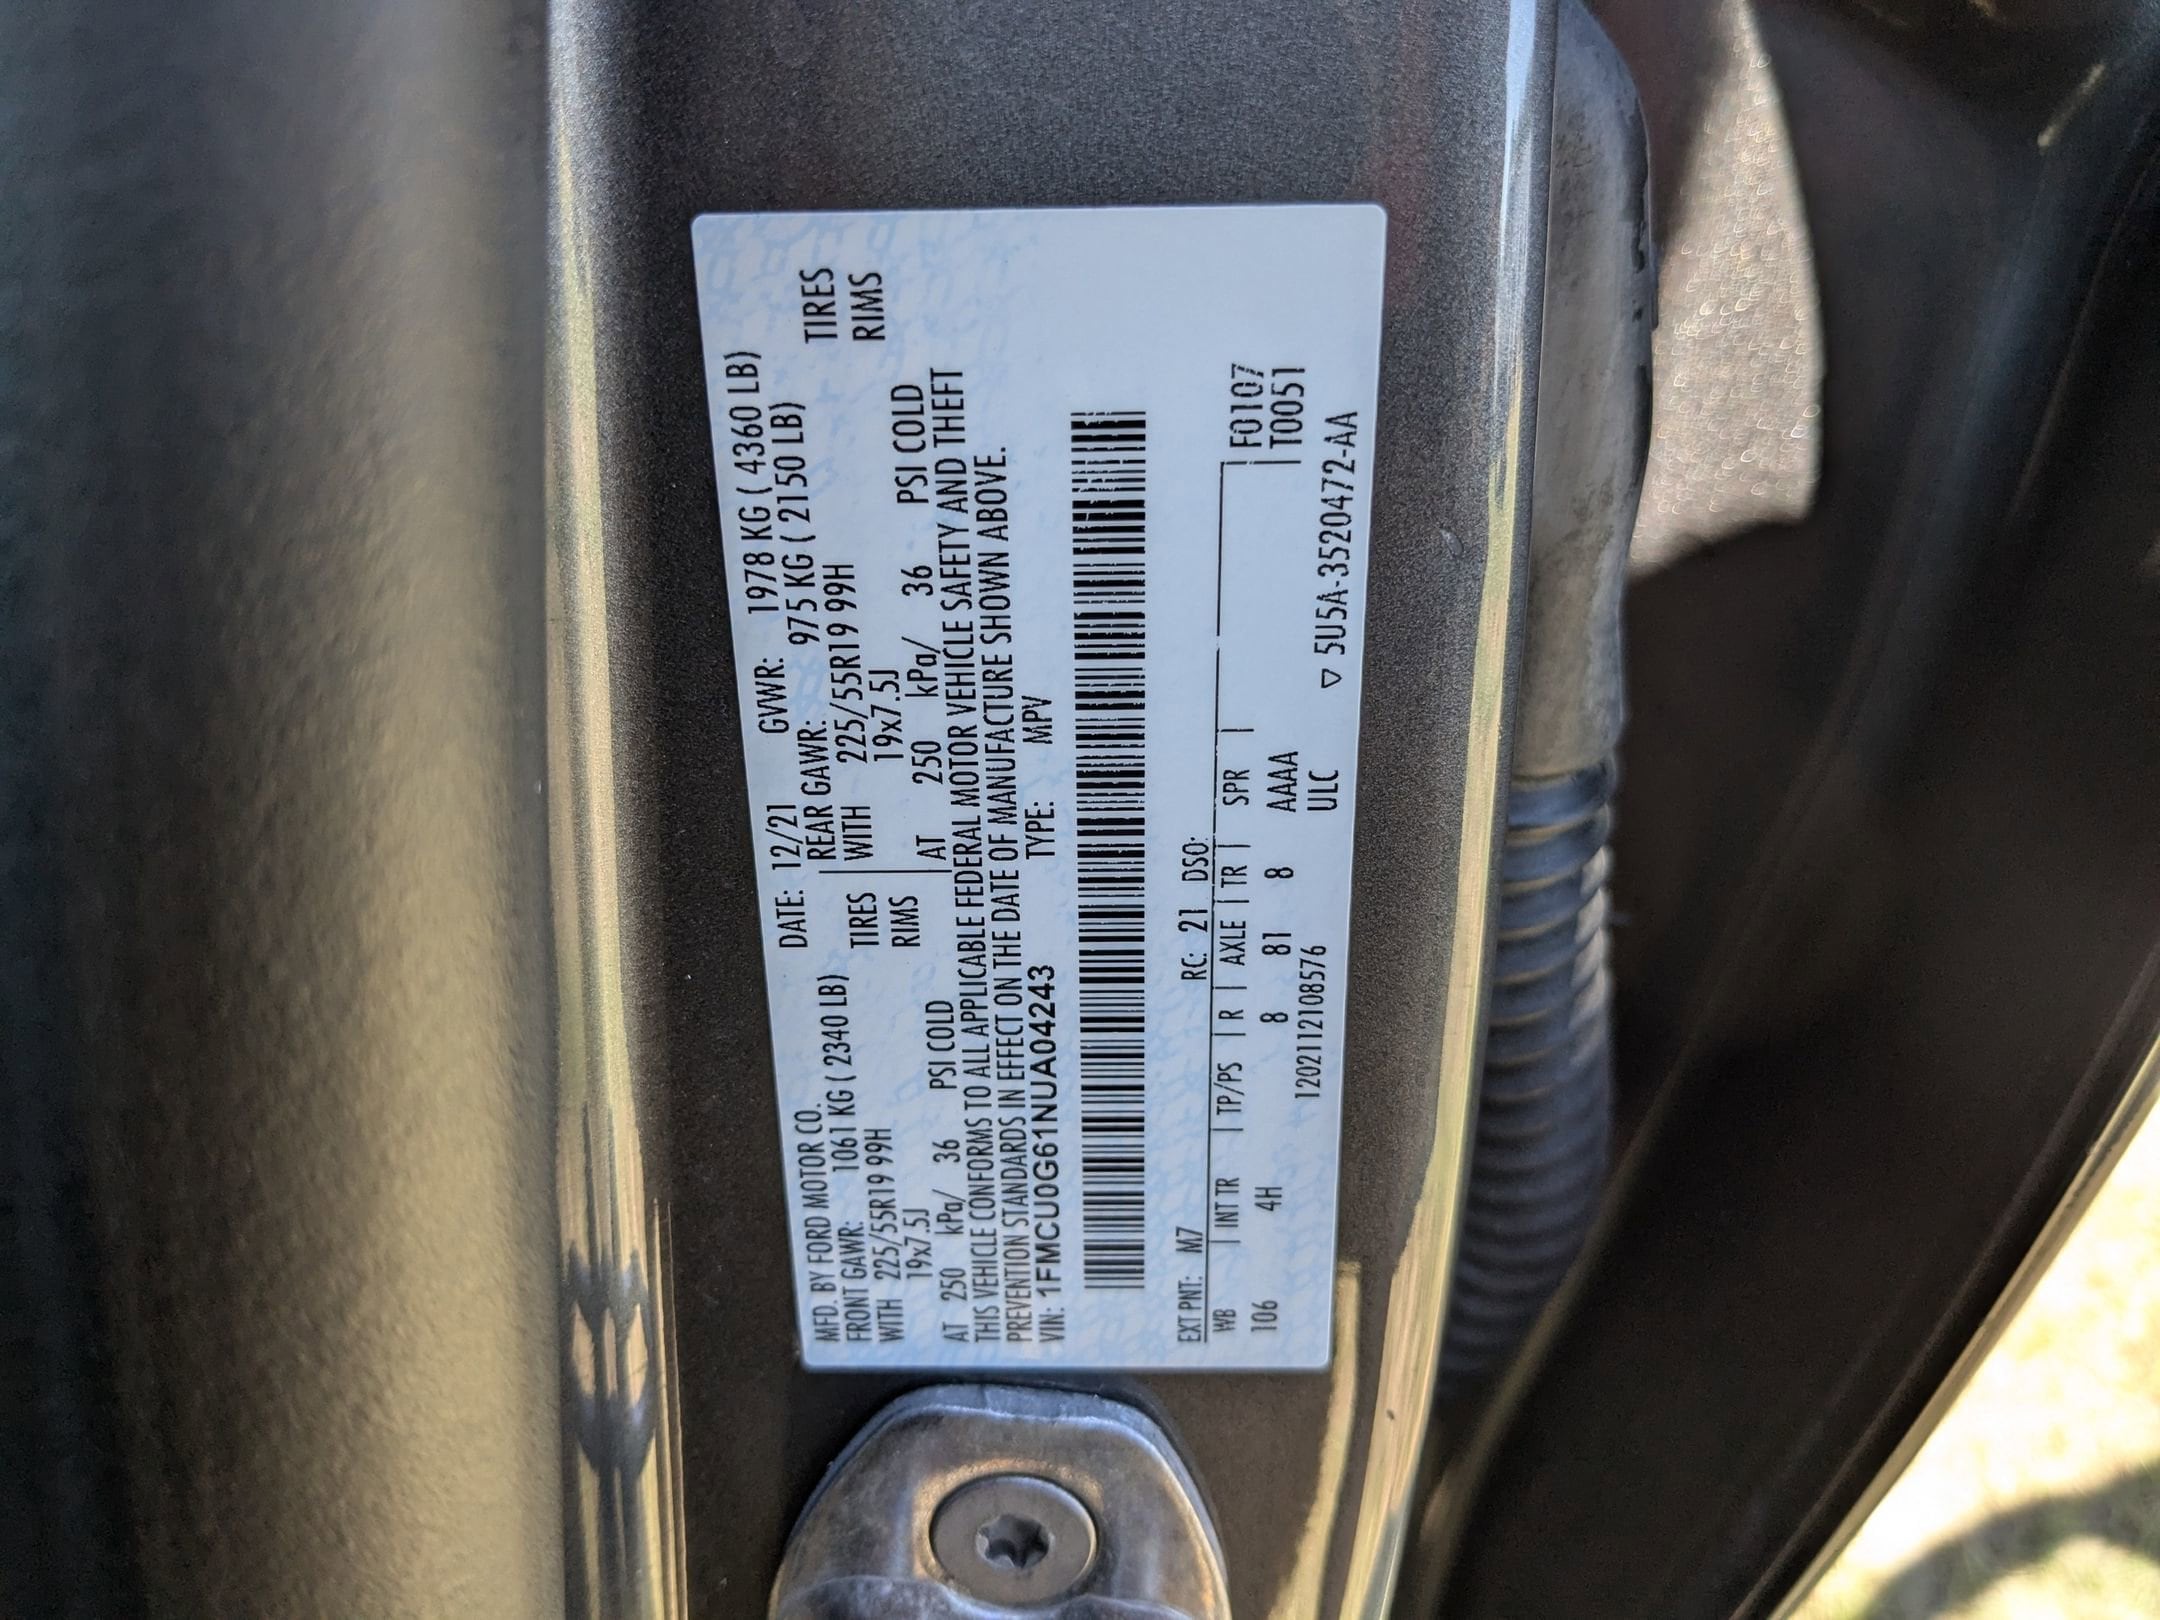 MFD. BY FORD MOTOR CO. DATE: 12/21 GVWR: 1978 KG ( 4360 LB)
FRONT GAWR: 1061 KG ( 2340 LB) REAR GAWR: 975 KG ( 2150 LB)
WITH 225/55R19 99H TIRES WITH 225/55R19 99H TIRES
19x7.5J RIMS 19x7.5J RIMS
AT 250 kPa/ 36 PSI COLD AT 250 kPa/ 36 PSI COLD
THIS VEHICLE CONFORMS TO ALL APPLICABLE FEDERAL MOTOR VEHICLE SAFETY AND THEFT
PREVENTION STANDARDS IN EFFECT ON THE DATE OF MANUFACTURE SHOWN ABOVE.
VIN: 1FMCU0G61NUA04243 TYPE: MPV
EXT PNT: M7 RC: 21 DSO:
WB | INT TR | TP/PS | R | AXLE | TR | SPR | F0107
106 4H 8 81 8 AAAA T0051
1202112108576 ULC
▽ 5U5A-3520472-AA